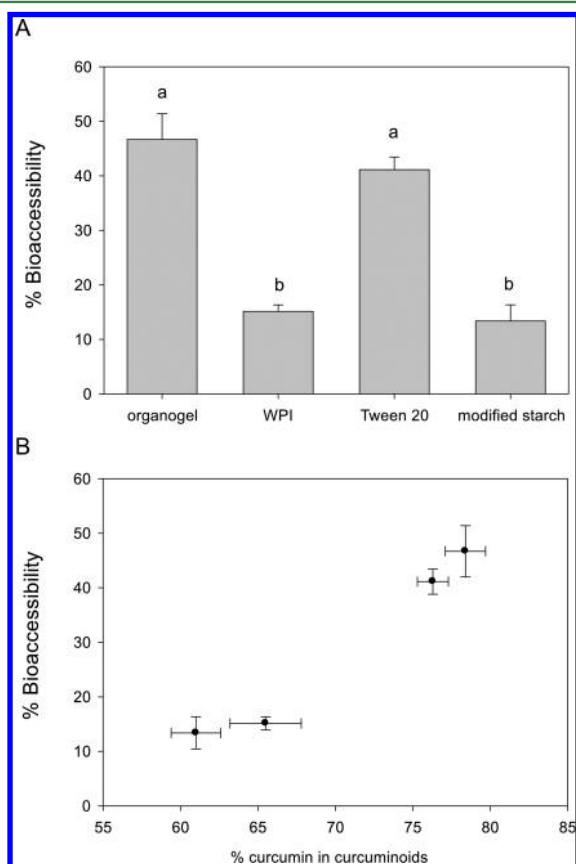 A
60
50
40
30
20
10
0
% Bioaccessibility
a
b
a
b
organogel WPI Tween 20 modified starch
B
60
50
40
30
20
10
0
% Bioaccessibility
55 60 65 70 75 80 85
% curcumin in curcuminoids